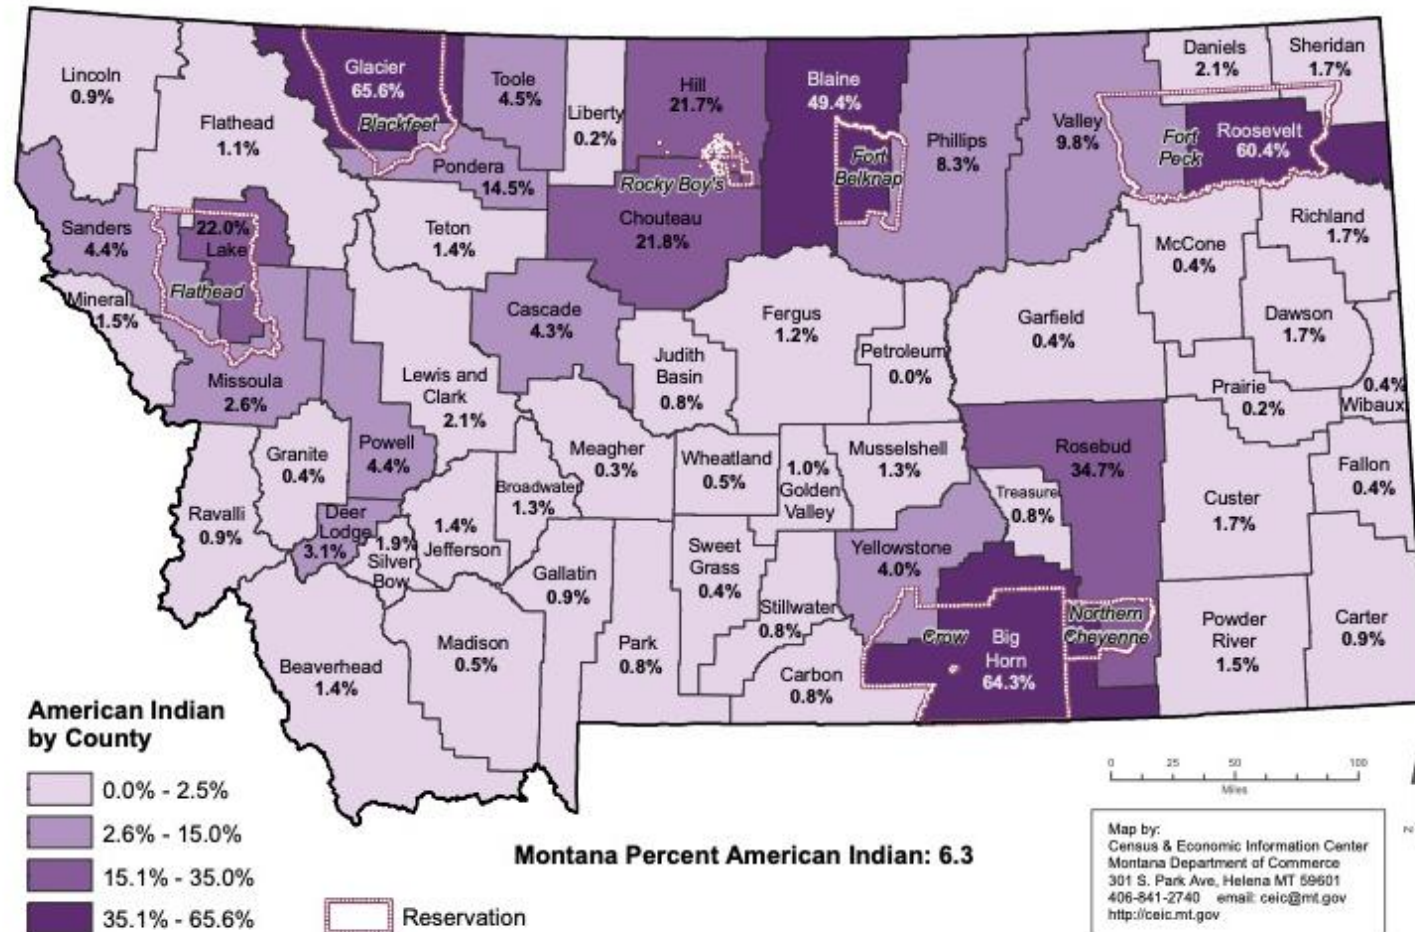 Lincoln
0.9%
Flathead
1.1%
Glacier
65.6%
Blackfeet
Toole
4.5%
Pondera
14.5%
Liberty
0.2%
Hill
21.7%
Rocky Boy's
Blaine
49.4%
Fort
Belknap
Phillips
8.3%
Valley
9.8%
Daniels
2.1%
Sheridan
1.7%
Fort
Peck
Roosevelt
60.4%
Sanders
4.4%
22.0%
Lake
Flathead
Mineral
1.5%
Missoula
2.6%
Teton
1.4%
Chouteau
21.8%
Cascade
4.3%
Lewis and
Clark
2.1%
Judith
Basin
0.8%
Fergus
1.2%
Petroleum
0.0%
Garfield
0.4%
McCone
0.4%
Richland
1.7%
Dawson
1.7%
Prairie
0.2%
0.4%
Wibaux
Powell
4.4%
Granite
0.4%
Ravalli
0.9%
Deer
Lodge
3.1%
1.9%
Silver
Bow
1.4%
Jefferson
Broadwater
1.3%
Meagher
0.3%
Wheatland
0.5%
1.0%
Golden
Valley
Musselshell
1.3%
Treasure
0.8%
Rosebud
34.7%
Custer
1.7%
Fallon
0.4%
Beaverhead
1.4%
Madison
0.5%
Gallatin
0.9%
Park
0.8%
Sweet
Grass
0.4%
Stillwater
0.8%
Carbon
0.8%
Yellowstone
4.0%
Crow
Big
Horn
64.3%
Northern
Cheyenne
Powder
River
1.5%
Carter
0.9%
American Indian
by County
0.0% - 2.5%
2.6% - 15.0%
15.1% - 35.0%
35.1% - 65.6%
Reservation
Montana Percent American Indian: 6.3
0 25 50 100
Miles
Map by:
Census & Economic Information Center
Montana Department of Commerce
301 S. Park Ave, Helena MT 59601
406-841-2740 email: ceic@mt.gov
http://ceic.mt.gov
N